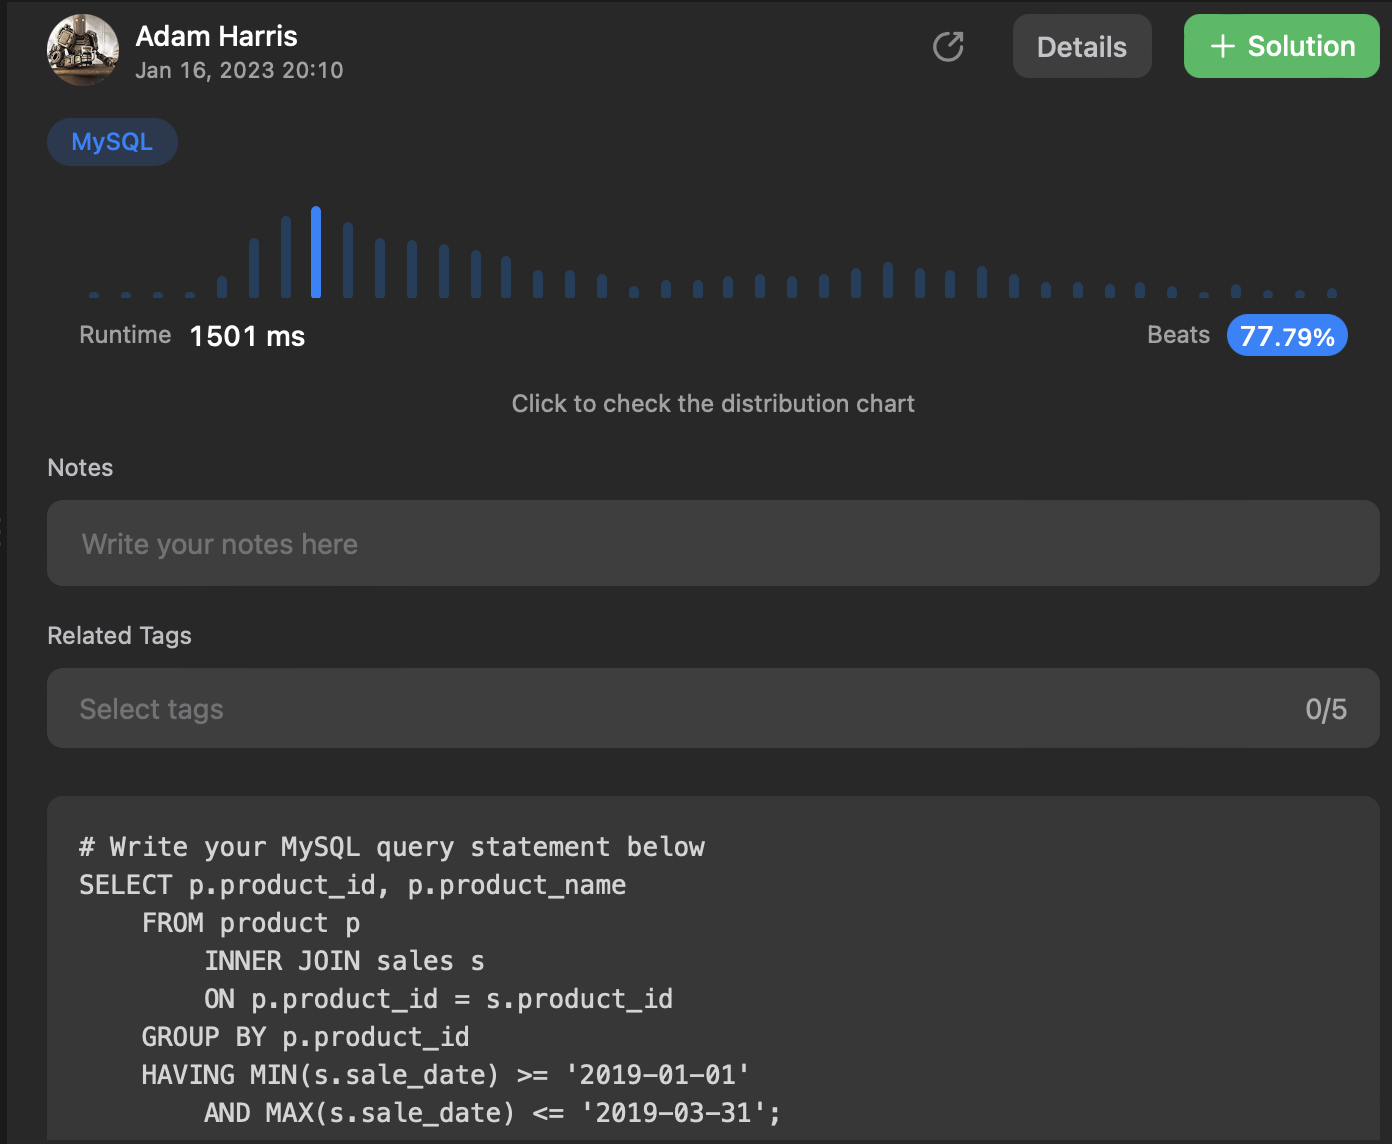 Adam Harris
Jan 16, 2023 20:10
Details
+ Solution
MySQL
Runtime 1501 ms
Beats 77.79%
Click to check the distribution chart
Notes
Write your notes here
Related Tags
Select tags
0/5
# Write your MySQL query statement below
SELECT p.product_id, p.product_name
    FROM product p
        INNER JOIN sales s
        ON p.product_id = s.product_id
    GROUP BY p.product_id
    HAVING MIN(s.sale_date) >= '2019-01-01'
        AND MAX(s.sale_date) <= '2019-03-31';